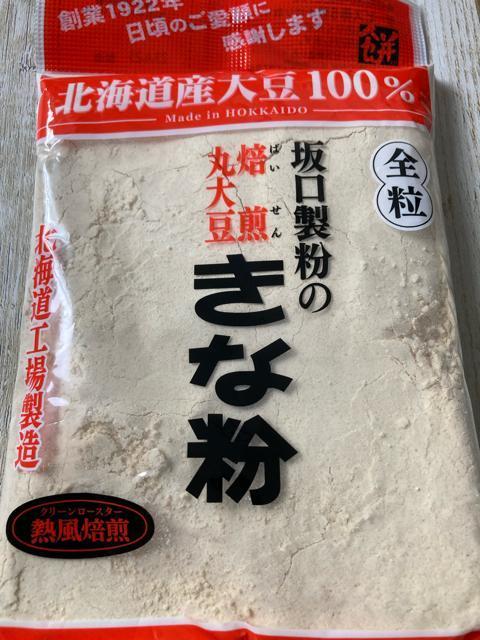 創業1922年
日頃のご愛顧に
感謝します
北海道産大豆100%
Made in HOKKAIDO
全粒
坂口製粉の
焙煎
ばいせん
丸大豆
きな粉
北海道工場製造
クリーンロースター
熱風焙煎